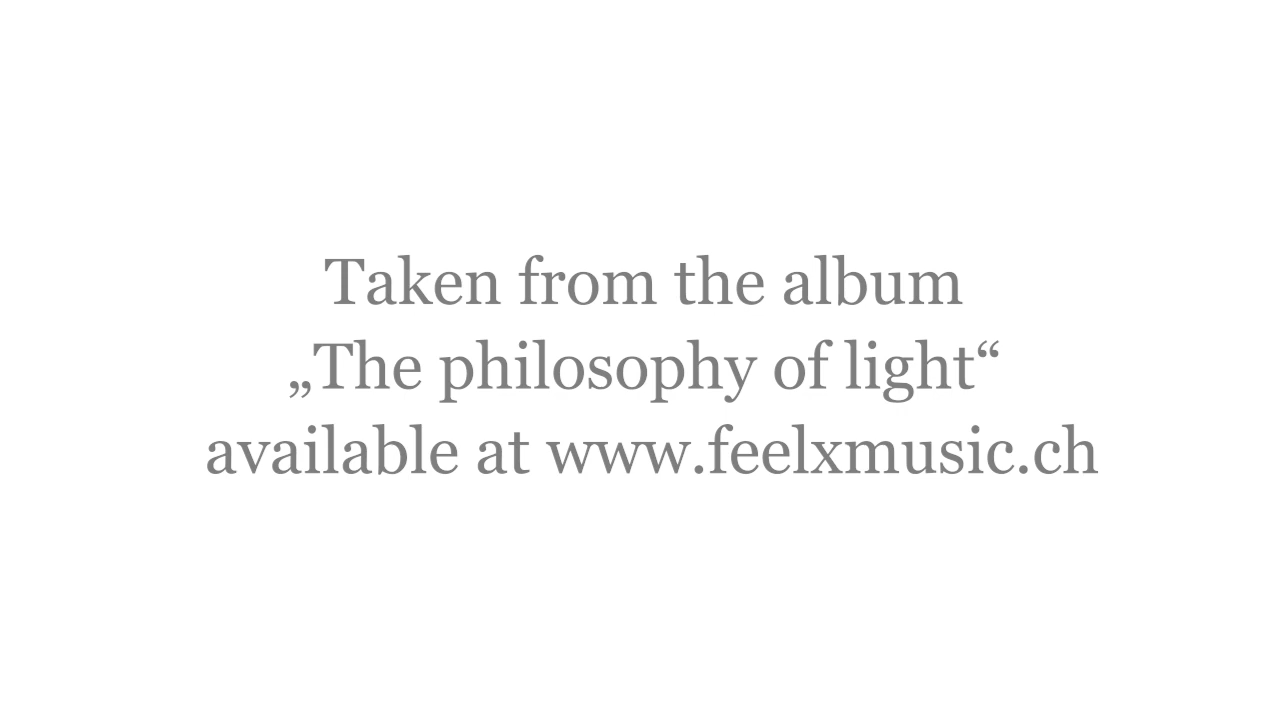 Taken from the album
„The philosophy of light“
available at www.feelxmusic.ch